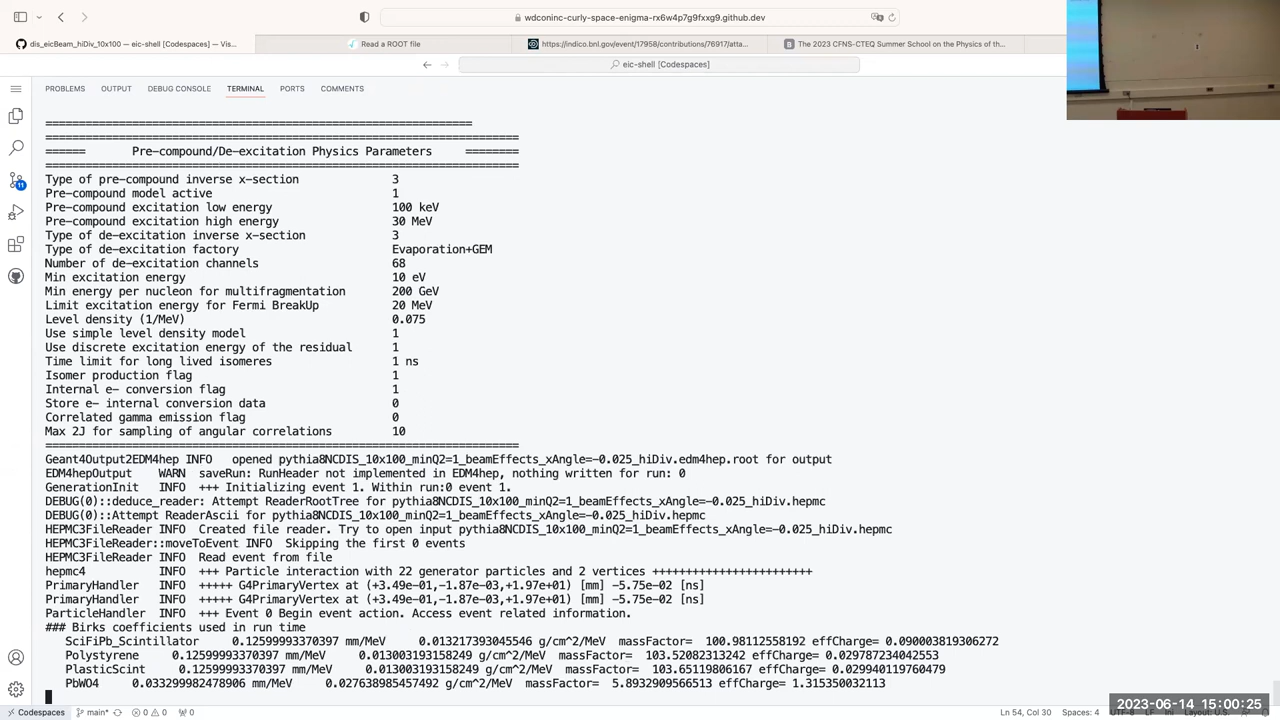 wdconinc-curly-space-enigma-rx6w4p7g9fxxg9.github.dev
dis_eicBeam_hiDiv_10x100 — eic-shell [Codespaces] — Vis...
Read a ROOT file
https://indico.bnl.gov/event/17958/contributions/76917/atta...
The 2023 CFNS-CTEQ Summer School on the Physics of th...
eic-shell [Codespaces]
PROBLEMS OUTPUT DEBUG CONSOLE TERMINAL PORTS COMMENTS
=================================================================
========================================================================
====== Pre-compound/De-excitation Physics Parameters ========
========================================================================
Type of pre-compound inverse x-section 3
Pre-compound model active 1
Pre-compound excitation low energy 100 keV
Pre-compound excitation high energy 30 MeV
Type of de-excitation inverse x-section 3
Type of de-excitation factory Evaporation+GEM
Number of de-excitation channels 68
Min excitation energy 10 eV
Min energy per nucleon for multifragmentation 200 GeV
Limit excitation energy for Fermi BreakUp 20 MeV
Level density (1/MeV) 0.075
Use simple level density model 1
Use discrete excitation energy of the residual 1
Time limit for long lived isomeres 1 ns
Isomer production flag 1
Internal e- conversion flag 1
Store e- internal conversion data 0
Correlated gamma emission flag 0
Max 2J for sampling of angular correlations 10
========================================================================
Geant4Output2EDM4hep INFO opened pythia8NCDIS_10x100_minQ2=1_beamEffects_xAngle=-0.025_hiDiv.edm4hep.root for output
EDM4hepOutput WARN saveRun: RunHeader not implemented in EDM4hep, nothing written for run: 0
GenerationInit INFO +++ Initializing event 1. Within run:0 event 1.
DEBUG(0)::deduce_reader: Attempt ReaderRootTree for pythia8NCDIS_10x100_minQ2=1_beamEffects_xAngle=-0.025_hiDiv.hepmc
DEBUG(0)::Attempt ReaderAscii for pythia8NCDIS_10x100_minQ2=1_beamEffects_xAngle=-0.025_hiDiv.hepmc
HEPMC3FileReader INFO Created file reader. Try to open input pythia8NCDIS_10x100_minQ2=1_beamEffects_xAngle=-0.025_hiDiv.hepmc
HEPMC3FileReader::moveToEvent INFO Skipping the first 0 events
HEPMC3FileReader INFO Read event from file
hepmc4 INFO +++ Particle interaction with 22 generator particles and 2 vertices ++++++++++++++++++++++++
PrimaryHandler INFO +++++ G4PrimaryVertex at (+3.49e-01,-1.87e-03,+1.97e+01) [mm] -5.75e-02 [ns]
PrimaryHandler INFO +++++ G4PrimaryVertex at (+3.49e-01,-1.87e-03,+1.97e+01) [mm] -5.75e-02 [ns]
ParticleHandler INFO +++ Event 0 Begin event action. Access event related information.
### Birks coefficients used in run time
SciFiPb_Scintillator 0.12599993370397 mm/MeV 0.013217393045546 g/cm^2/MeV massFactor= 100.98112558192 effCharge= 0.090003819306272
Polystyrene 0.12599993370397 mm/MeV 0.013003193158249 g/cm^2/MeV massFactor= 103.52082313242 effCharge= 0.029787234042553
PlasticScint 0.12599993370397 mm/MeV 0.013003193158249 g/cm^2/MeV massFactor= 103.65119806167 effCharge= 0.029940119760479
PbWO4 0.033299982478906 mm/MeV 0.027638985457492 g/cm^2/MeV massFactor= 5.8932909566513 effCharge= 1.315350032113
11
Codespaces main* 0 0 0 Ln 54, Col 30 Spaces: 4
2023-06-14 15:00:25